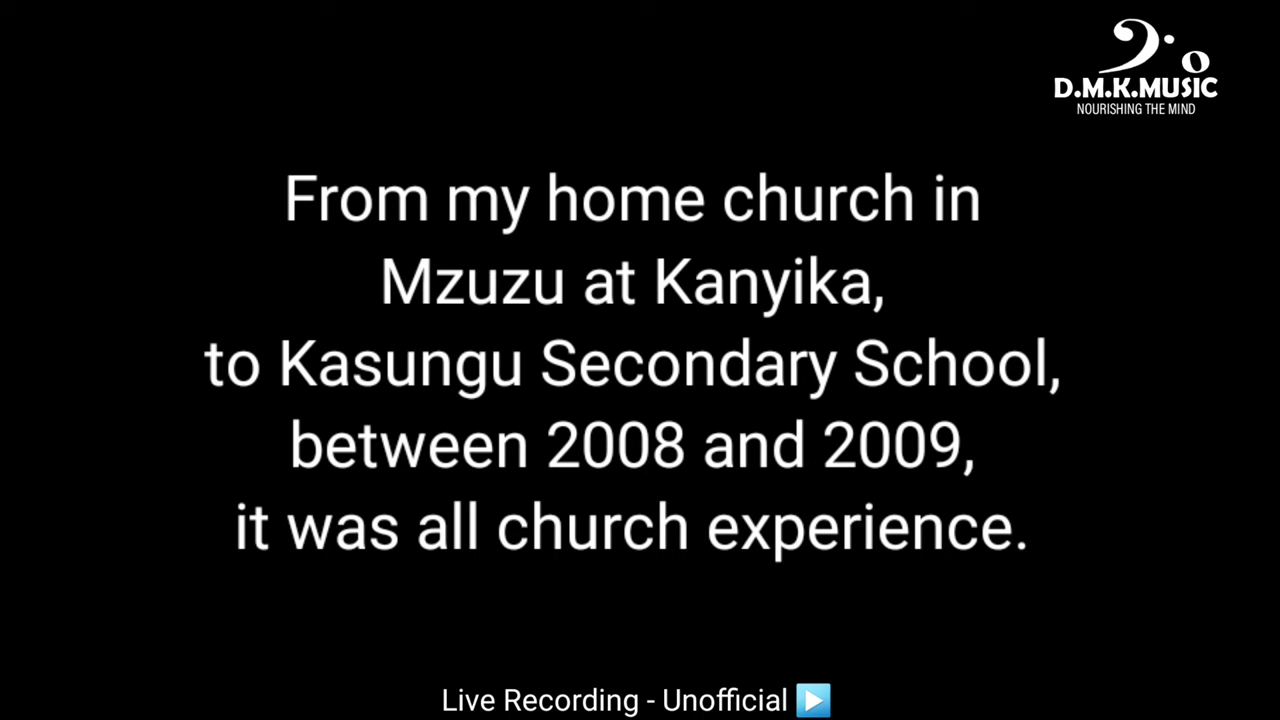 D.M.K.MUSIC
NOURISHING THE MIND
From my home church in
Mzuzu at Kanyika,
to Kasungu Secondary School,
between 2008 and 2009,
it was all church experience.
Live Recording - Unofficial ▶️